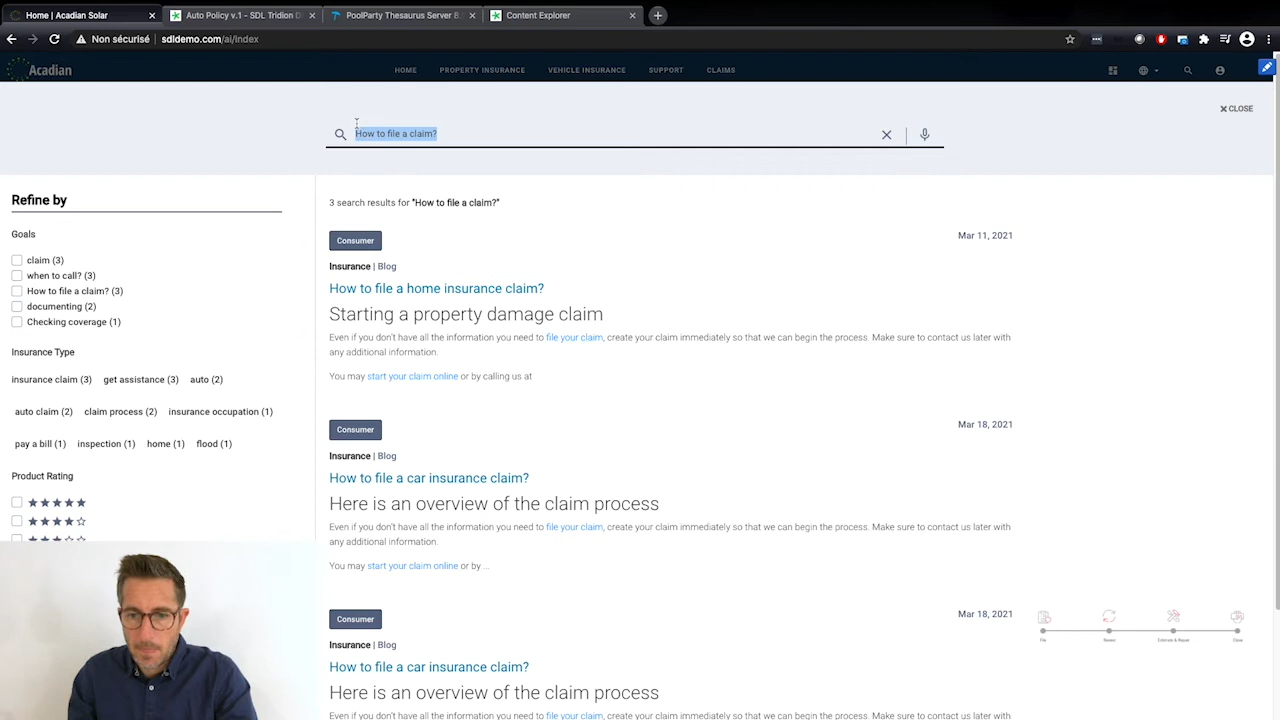 Home | Acadian Solar
Auto Policy v.1 - SDL Tridion D
PoolParty Thesaurus Server 8.
Content Explorer
Non sécurisé
sdldemo.com/ai/index
Acadian
HOME
PROPERTY INSURANCE
VEHICLE INSURANCE
SUPPORT
CLAIMS
CLOSE
How to file a claim?
Refine by
3 search results for "How to file a claim?"
Goals
claim (3)
when to call? (3)
How to file a claim? (3)
documenting (2)
Checking coverage (1)
Insurance Type
insurance claim (3) get assistance (3) auto (2)
auto claim (2) claim process (2) insurance occupation (1)
pay a bill (1) inspection (1) home (1) flood (1)
Product Rating
Consumer
Mar 11, 2021
Insurance | Blog
How to file a home insurance claim?
Starting a property damage claim
Even if you don't have all the information you need to file your claim, create your claim immediately so that we can begin the process. Make sure to contact us later with
any additional information.
You may start your claim online or by calling us at
Consumer
Mar 18, 2021
Insurance | Blog
How to file a car insurance claim?
Here is an overview of the claim process
Even if you don't have all the information you need to file your claim, create your claim immediately so that we can begin the process. Make sure to contact us later with
any additional information.
You may start your claim online or by ...
Consumer
Mar 18, 2021
Insurance | Blog
How to file a car insurance claim?
Here is an overview of the claim process
Even if you don't have all the information you need to file your claim, create your claim immediately so that we can begin the process. Make sure to contact us later with
File
Estimate & Repair
Close